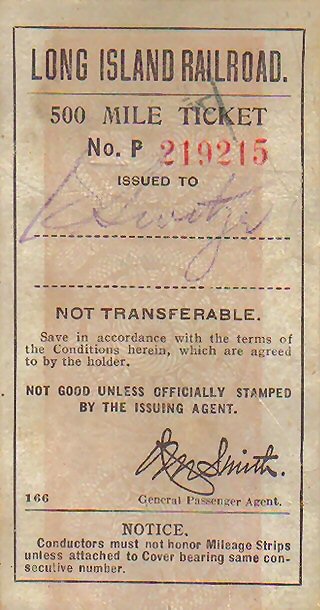 LONG ISLAND RAILROAD.
500 MILE TICKET
No. P 219215
ISSUED TO
NOT TRANSFERABLE.
Save in accordance with the terms of
the Conditions herein, which are agreed
to by the holder.
NOT GOOD UNLESS OFFICIALLY STAMPED
BY THE ISSUING AGENT.
Smith.
166 General Passenger Agent.
NOTICE.
Conductors must not honor Mileage Strips
unless attached to Cover bearing same con-
secutive number.